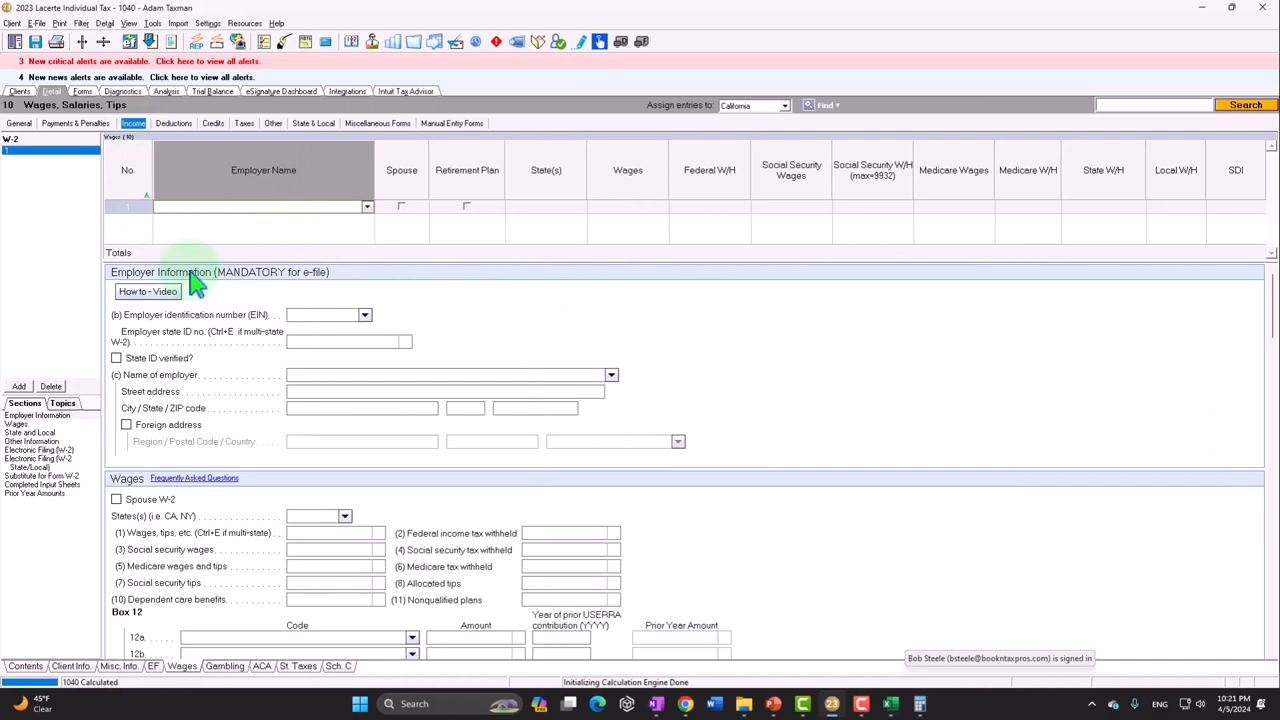 2023 Lacerte Individual Tax - 1040 - Adam Taxman
Client E-File Print Filter Detail View Tools Import Settings Resources Help
3 New critical alerts are available. Click here to view all alerts.
4 New news alerts are available. Click here to view all alerts.
Clients Detail Forms Diagnostics Analysis Trial Balance eSignature Dashboard Integrations Intuit Tax Advisor
10 Wages, Salaries, Tips Assign entries to: California Find Search
General Payments & Penalties Income Deductions Credits Taxes Other State & Local Miscellaneous Forms Manual Entry Forms
W-2
1
Wages (10)
No. Employer Name Spouse Retirement Plan State(s) Wages Federal W/H Social Security Wages Social Security W/H (max=9932) Medicare Wages Medicare W/H State W/H Local W/H SDI
1
Totals
Employer Information (MANDATORY for e-file)
How to - Video
(b) Employer identification number (EIN). . .
Employer state ID no. (Ctrl+E if multi-state
W-2)
State ID verified?
(c) Name of employer
Street address
City / State / ZIP code
Foreign address
Region / Postal Code / Country
Add Delete
Sections Topics
Employer Information
Wages
State and Local
Other Information
Electronic Filing (W-2)
Electronic Filing (W-2
State/Local)
Substitute for Form W-2
Completed Input Sheets
Prior Year Amounts
Wages Frequently Asked Questions
Spouse W-2
States(s) (i.e. CA, NY)
(1) Wages, tips, etc. (Ctrl+E if multi-state) (2) Federal income tax withheld
(3) Social security wages (4) Social security tax withheld
(5) Medicare wages and tips (6) Medicare tax withheld
(7) Social security tips (8) Allocated tips
(10) Dependent care benefits (11) Nonqualified plans
Box 12
Code Amount Year of prior USERRA contribution (YYYY) Prior Year Amount
12a
12b
Bob Steele (bsteele@bookntaxpros.com) is signed in
Contents Client Info. Misc. Info. EF Wages Gambling ACA St. Taxes Sch. C
1040 Calculated Initializing Calculation Engine Done
45°F
Clear
Search
23
ENG
10:21 PM
4/5/2024